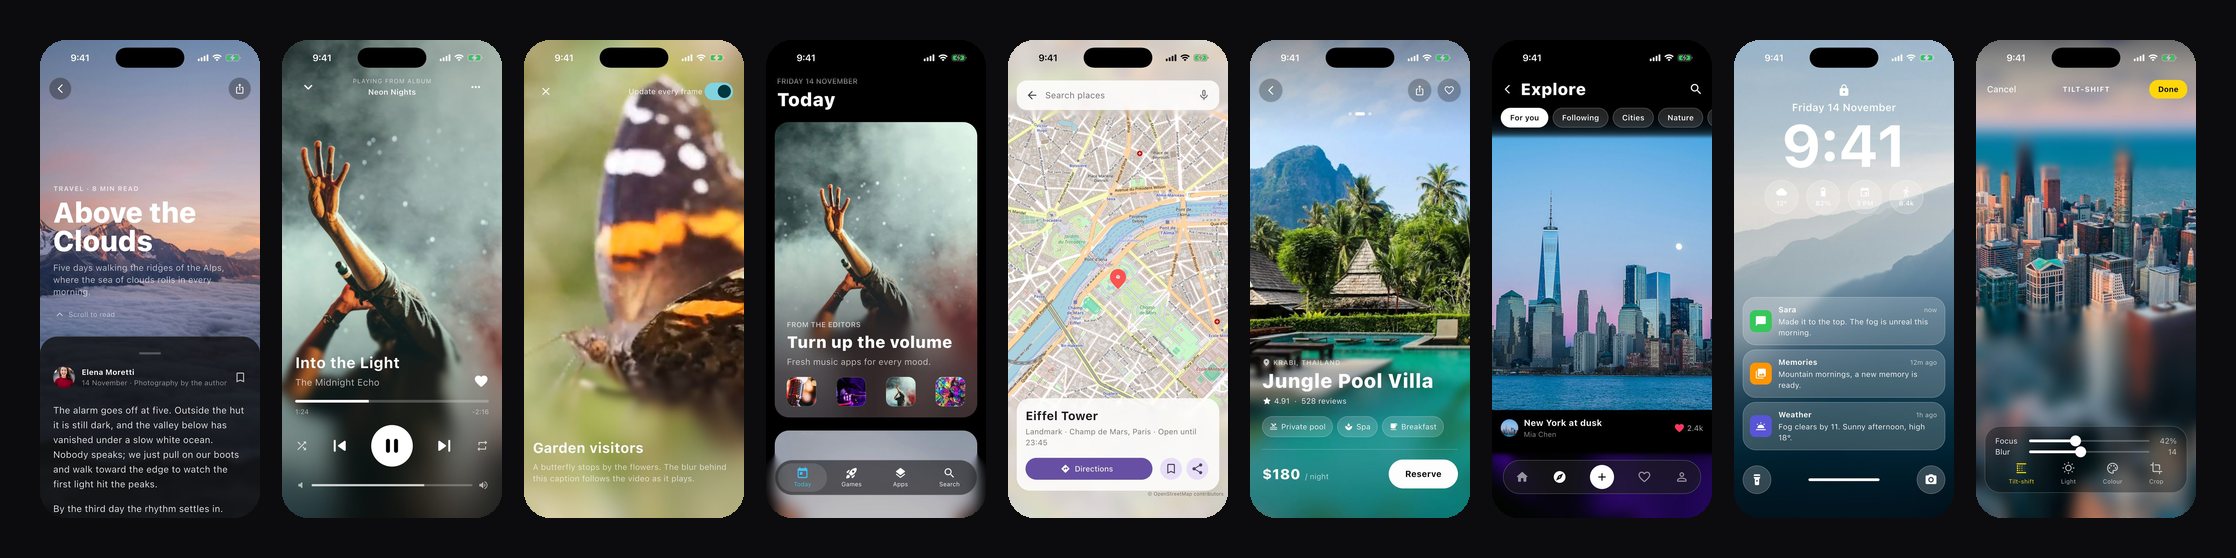 9:41
TRAVEL · 8 MIN READ
Above the
Clouds
Five days walking the ridges of the Alps,
where the sea of clouds rolls in every
morning.
Scroll to read
Elena Moretti
14 November · Photography by the author
The alarm goes off at five. Outside the hut
it is still dark, and the valley below has
vanished under a slow white ocean.
Nobody speaks; we just pull on our boots
and walk toward the edge to watch the
first light hit the peaks.
By the third day the rhythm settles in.
9:41
PLAYING FROM ALBUM
Neon Nights
Into the Light
The Midnight Echo
1:24
-2:16
9:41
Update every frame
Garden visitors
A butterfly stops by the flowers. The blur behind
this caption follows the video as it plays.
9:41
FRIDAY 14 NOVEMBER
Today
FROM THE EDITORS
Turn up the volume
Fresh music apps for every mood.
Today
Games
Apps
Search
9:41
Search places
Eiffel Tower
Landmark · Champ de Mars, Paris · Open until
23:45
Directions
© OpenStreetMap contributors
9:41
KRABI, THAILAND
Jungle Pool Villa
4.91 · 528 reviews
Private pool
Spa
Breakfast
$180 / night
Reserve
9:41
Explore
For you
Following
Cities
Nature
New York at dusk
Mia Chen
2.4k
9:41
Friday 14 November
9:41
12°
82%
3 PM
6.4k
Sara
now
Made it to the top. The fog is unreal this
morning.
Memories
12m ago
Mountain mornings, a new memory is
ready.
Weather
1h ago
Fog clears by 11. Sunny afternoon, high
18°.
9:41
Cancel
TILT-SHIFT
Done
Focus
42%
Blur
14
Tilt-shift
Light
Colour
Crop